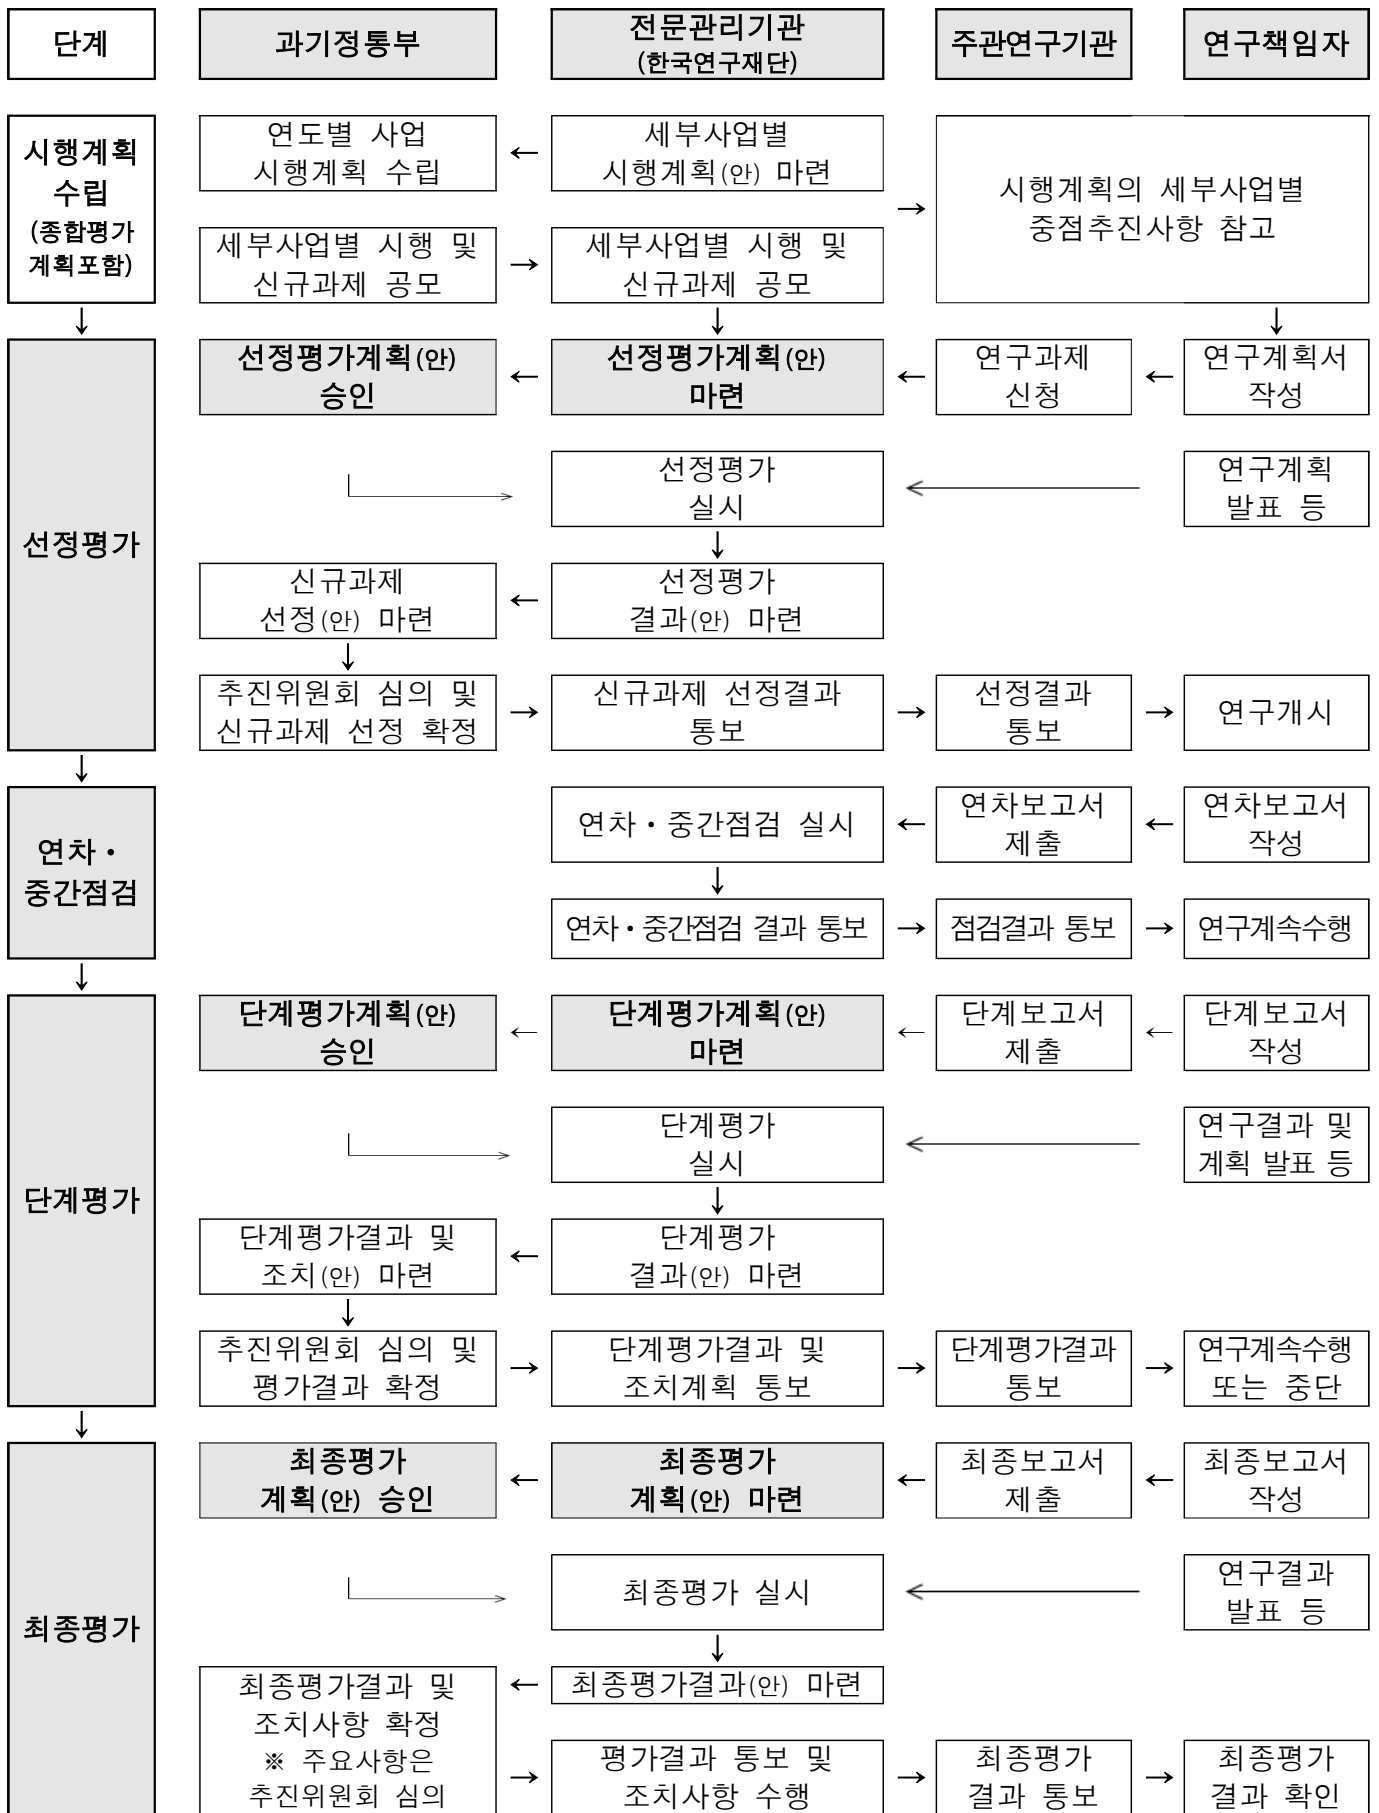 단계
과기정통부
전문관리기관
(한국연구재단)
주관연구기관
연구책임자
시행계획
수립
(종합평가
계획포함)
연도별 사업
시행계획 수립
←
세부사업별
시행계획(안) 마련
→
시행계획의 세부사업별
중점추진사항 참고
세부사업별 시행 및
신규과제 공모
→
세부사업별 시행 및
신규과제 공모
↓
↓
↓
선정평가
선정평가계획(안)
승인
←
선정평가계획(안)
마련
←
연구과제
신청
←
연구계획서
작성
선정평가
실시
연구계획
발표 등
↓
신규과제
선정(안) 마련
←
선정평가
결과(안) 마련
↓
추진위원회 심의 및
신규과제 선정 확정
→
신규과제 선정결과
통보
→
선정결과
통보
→
연구개시
↓
연차・
중간점검
연차・중간점검 실시
←
연차보고서
제출
←
연차보고서
작성
↓
연차・중간점검 결과 통보
→
점검결과 통보
→
연구계속수행
↓
단계평가
단계평가계획(안)
승인
←
단계평가계획(안)
마련
←
단계보고서
제출
←
단계보고서
작성
단계평가
실시
연구결과 및
계획 발표 등
↓
단계평가결과 및
조치(안) 마련
←
단계평가
결과(안) 마련
↓
추진위원회 심의 및
평가결과 확정
→
단계평가결과 및
조치계획 통보
→
단계평가결과
통보
→
연구계속수행
또는 중단
↓
최종평가
최종평가
계획(안) 승인
←
최종평가
계획(안) 마련
←
최종보고서
제출
←
최종보고서
작성
최종평가 실시
연구결과
발표 등
↓
최종평가결과 및
조치사항 확정
※ 주요사항은
추진위원회 심의
←
최종평가결과(안) 마련
→
평가결과 통보 및
조치사항 수행
→
최종평가
결과 통보
→
최종평가
결과 확인